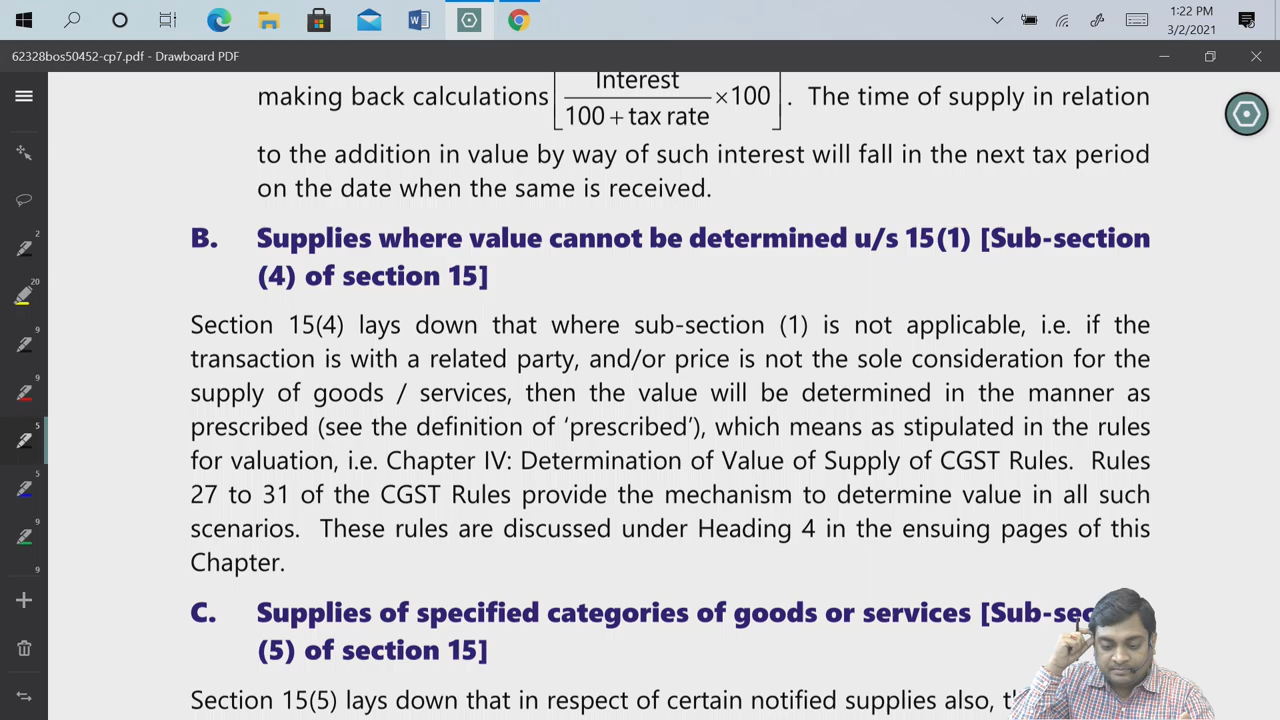 1:22 PM
3/2/2021
62328bos50452-cp7.pdf - Drawboard PDF
making back calculations [Interest / 100 + tax rate ×100]. The time of supply in relation
to the addition in value by way of such interest will fall in the next tax period
on the date when the same is received.
B. Supplies where value cannot be determined u/s 15(1) [Sub-section
(4) of section 15]
Section 15(4) lays down that where sub-section (1) is not applicable, i.e. if the
transaction is with a related party, and/or price is not the sole consideration for the
supply of goods / services, then the value will be determined in the manner as
prescribed (see the definition of ‘prescribed’), which means as stipulated in the rules
for valuation, i.e. Chapter IV: Determination of Value of Supply of CGST Rules. Rules
27 to 31 of the CGST Rules provide the mechanism to determine value in all such
scenarios. These rules are discussed under Heading 4 in the ensuing pages of this
Chapter.
C. Supplies of specified categories of goods or services
(5) of section 15]
Section 15(5) lays down that in respect of certain notified supplies also,
2
20
9
9
5
5
9
9